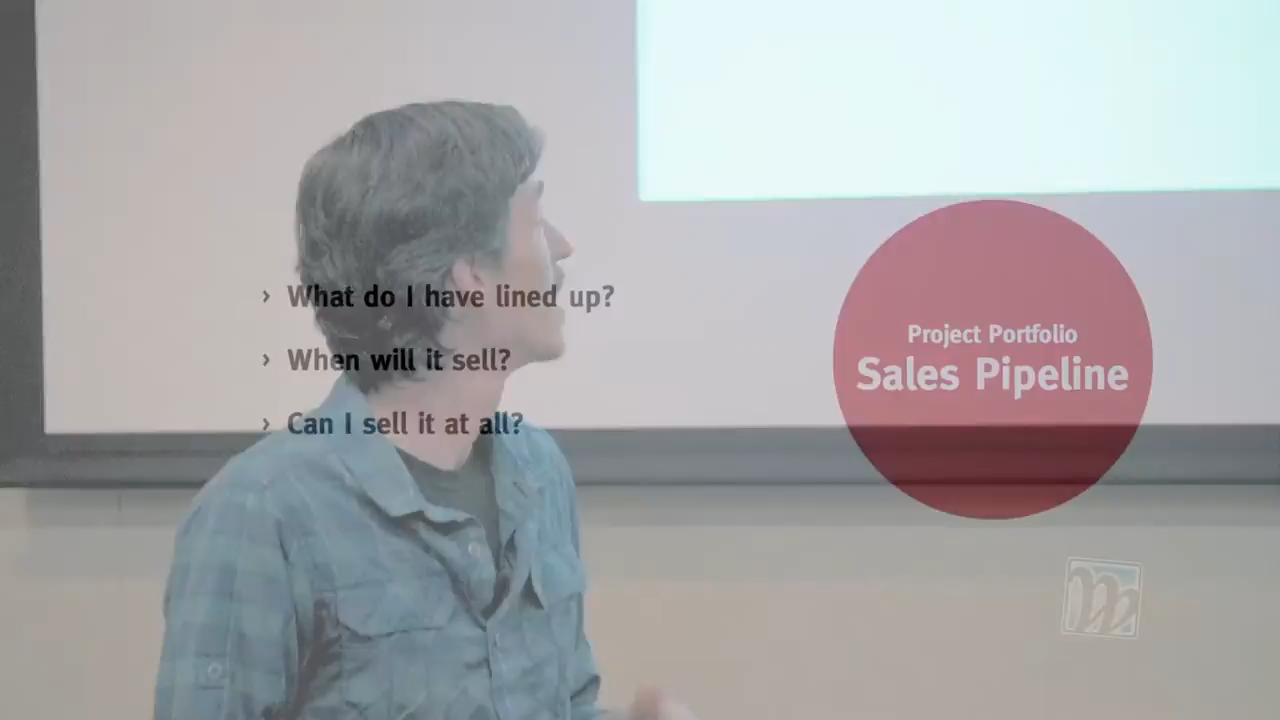 › What do I have lined up?
› When will it sell?
› Can I sell it at all?
Project Portfolio
Sales Pipeline
m